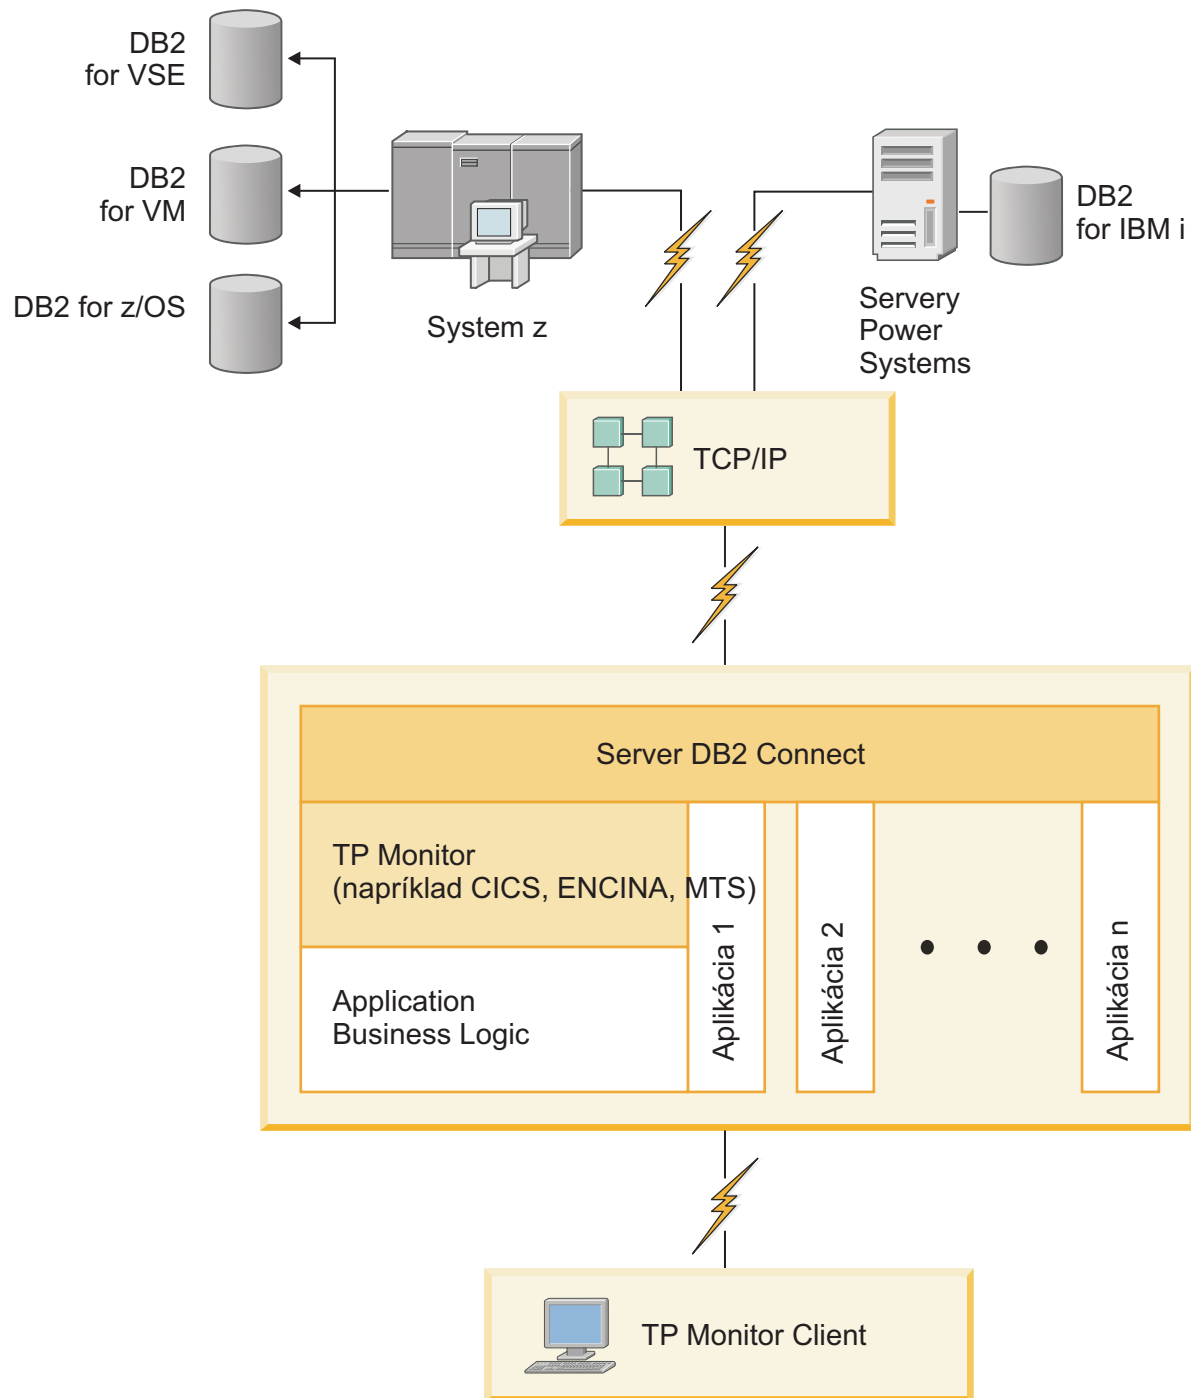 DB2
for VSE
DB2
for VM
DB2 for z/OS
System z
DB2
for IBM i
Servery
Power
Systems
TCP/IP
Server DB2 Connect
TP Monitor
(napríklad CICS, ENCINA, MTS)
Application
Business Logic
Aplikácia 1
Aplikácia 2
Aplikácia n
TP Monitor Client